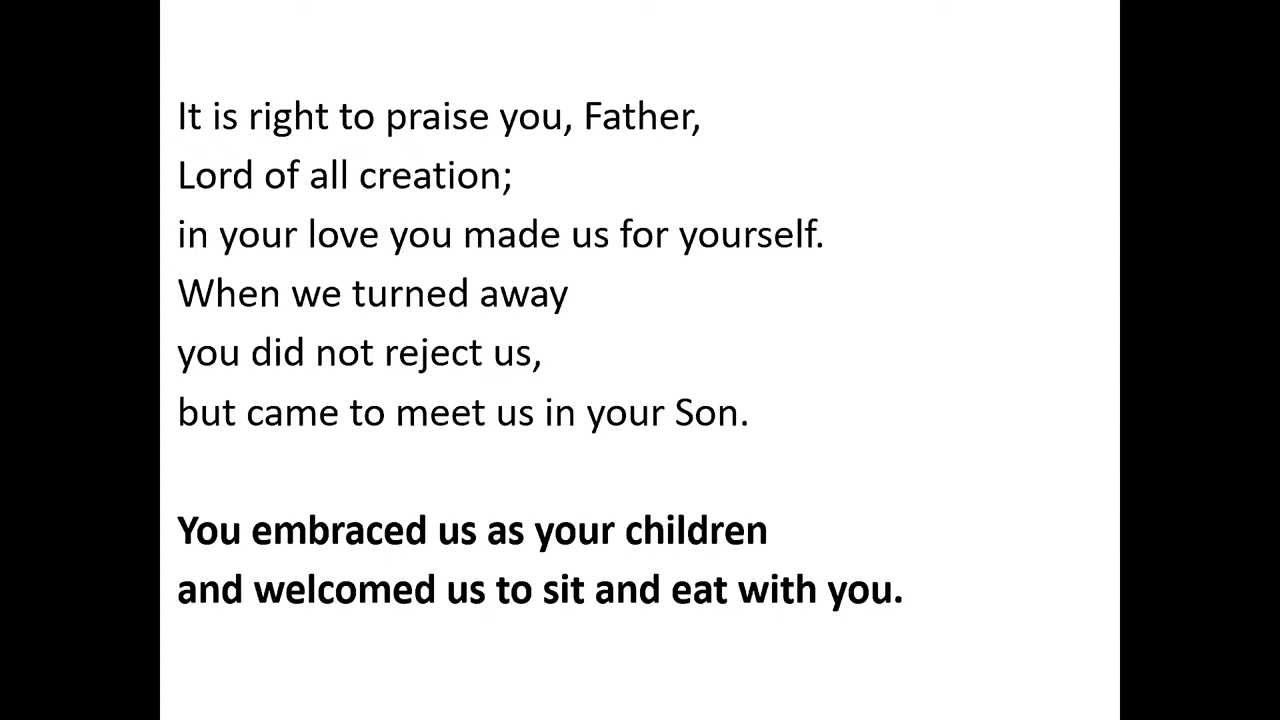 It is right to praise you, Father,
Lord of all creation;
in your love you made us for yourself.
When we turned away
you did not reject us,
but came to meet us in your Son.
You embraced us as your children
and welcomed us to sit and eat with you.